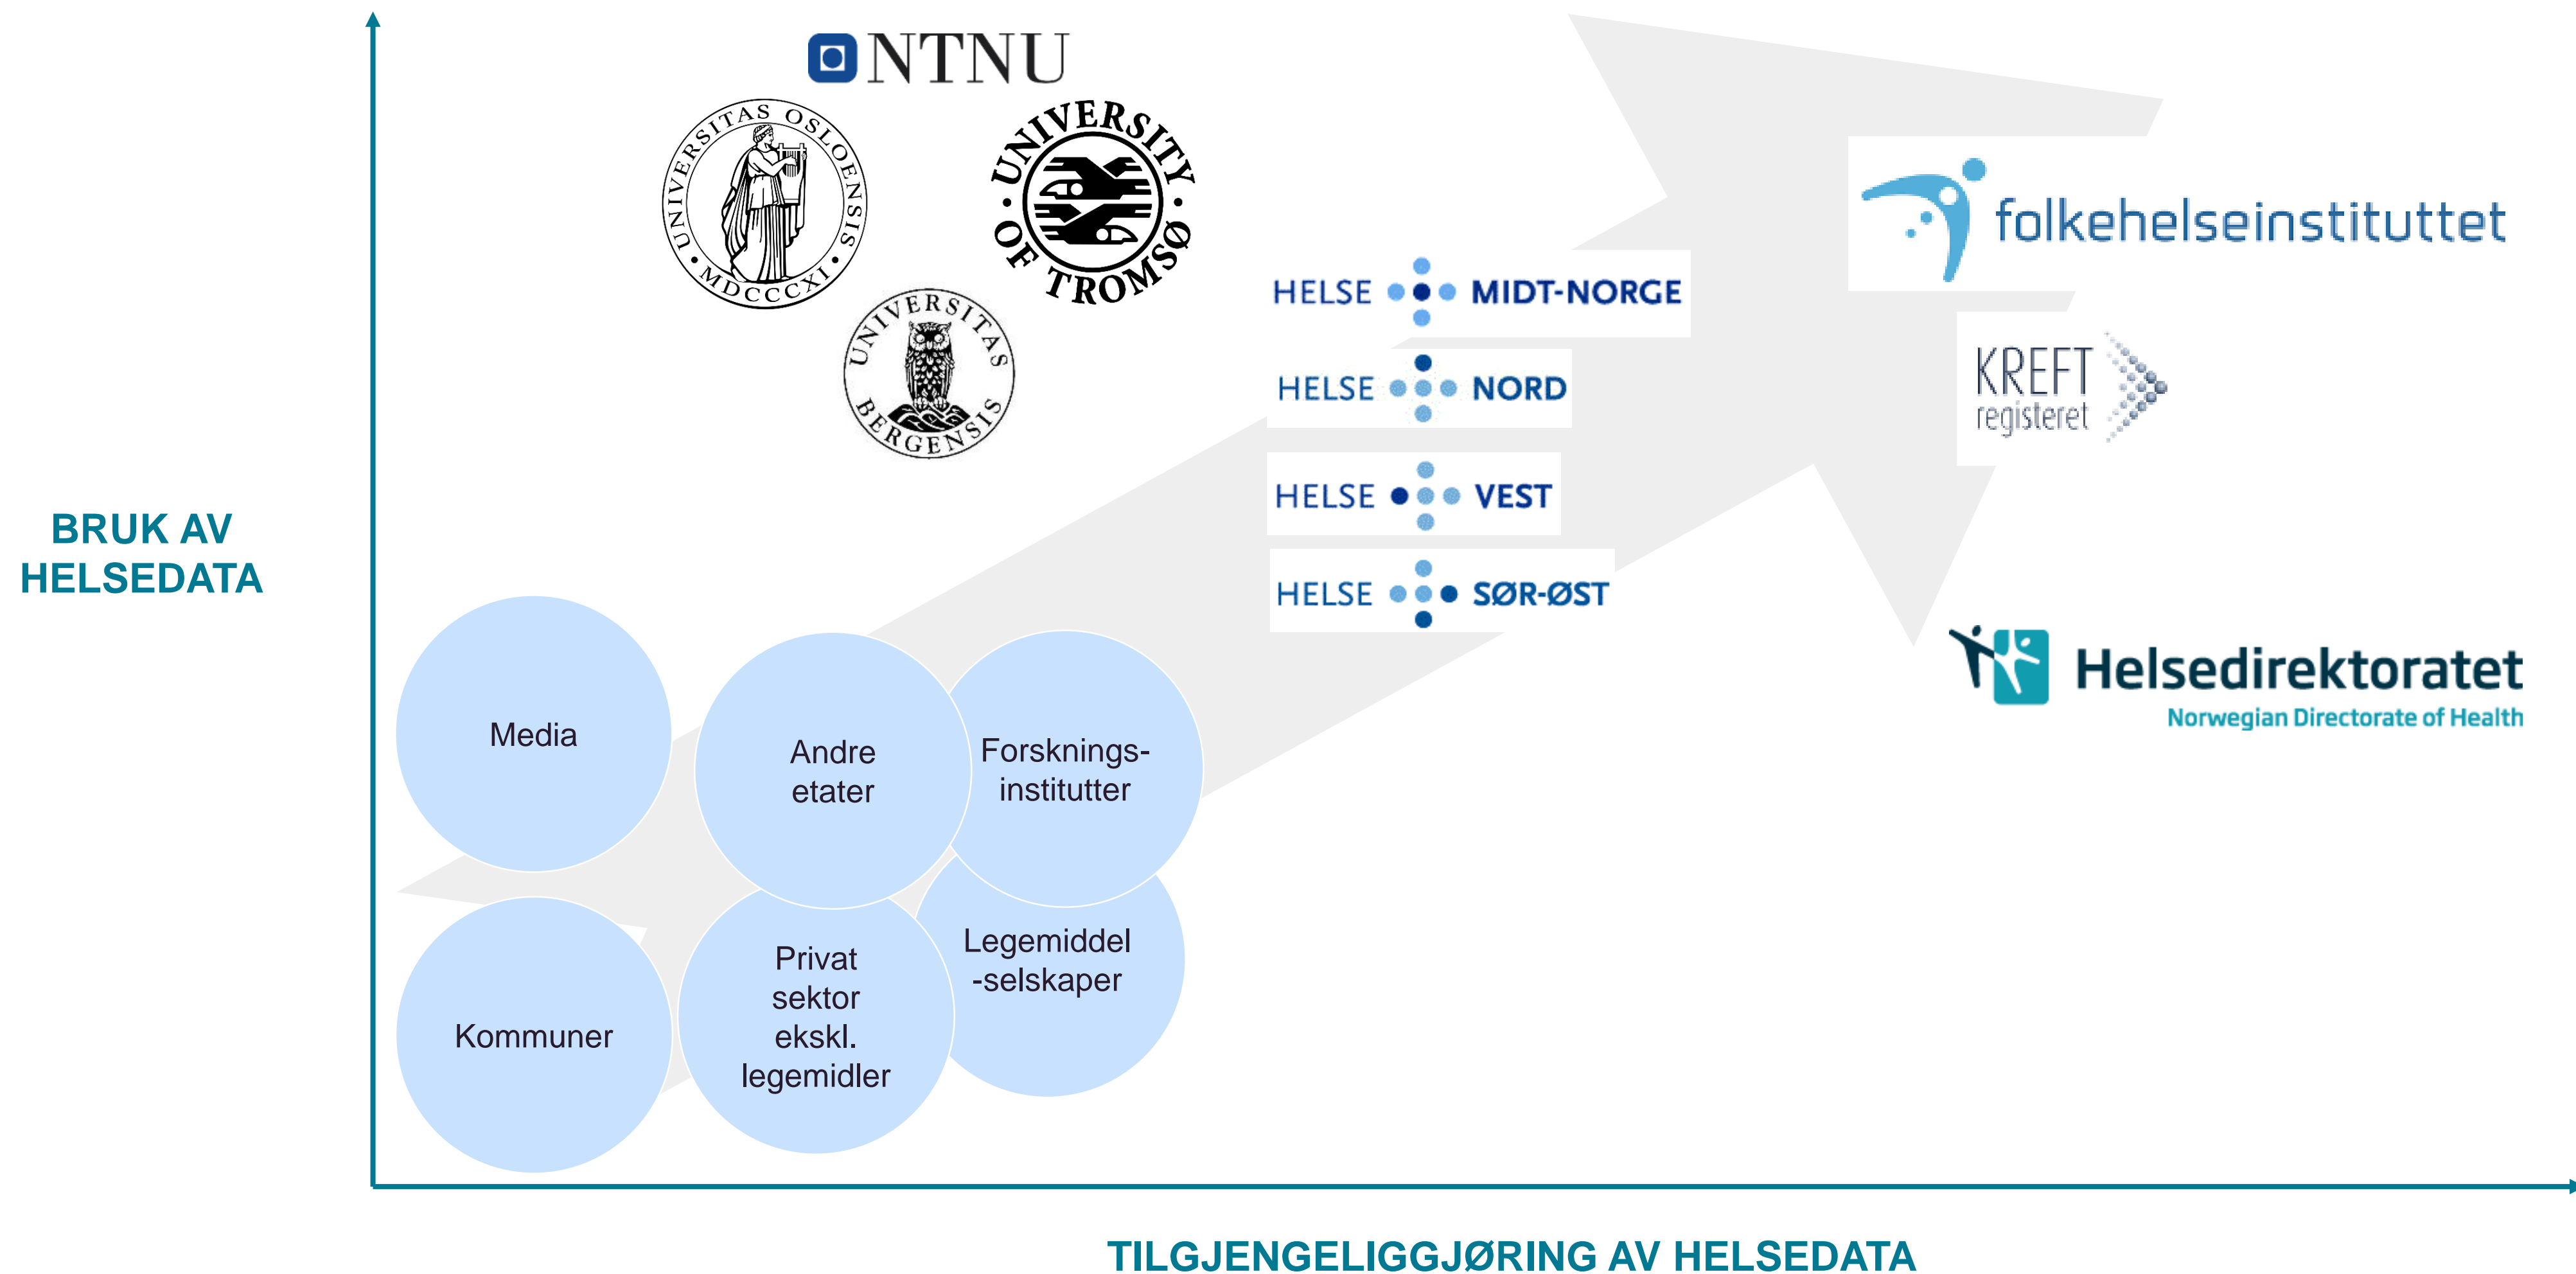 NTNU
UNIVERSITAS OSLOENSIS
MDCCCXI
UNIVERSITY
OF TROMSØ
UNIVERSITAS
BERGENSIS
folkehelseinstituttet
HELSE MIDT-NORGE
HELSE NORD
HELSE VEST
HELSE SØR-ØST
KREFT
registeret
Helsedirektoratet
Norwegian Directorate of Health
BRUK AV
HELSEDATA
Media
Andre
etater
Forsknings-
institutter
Kommuner
Privat
sektor
ekskl.
legemidler
Legemiddel
-selskaper
TILGJENGELIGGJØRING AV HELSEDATA